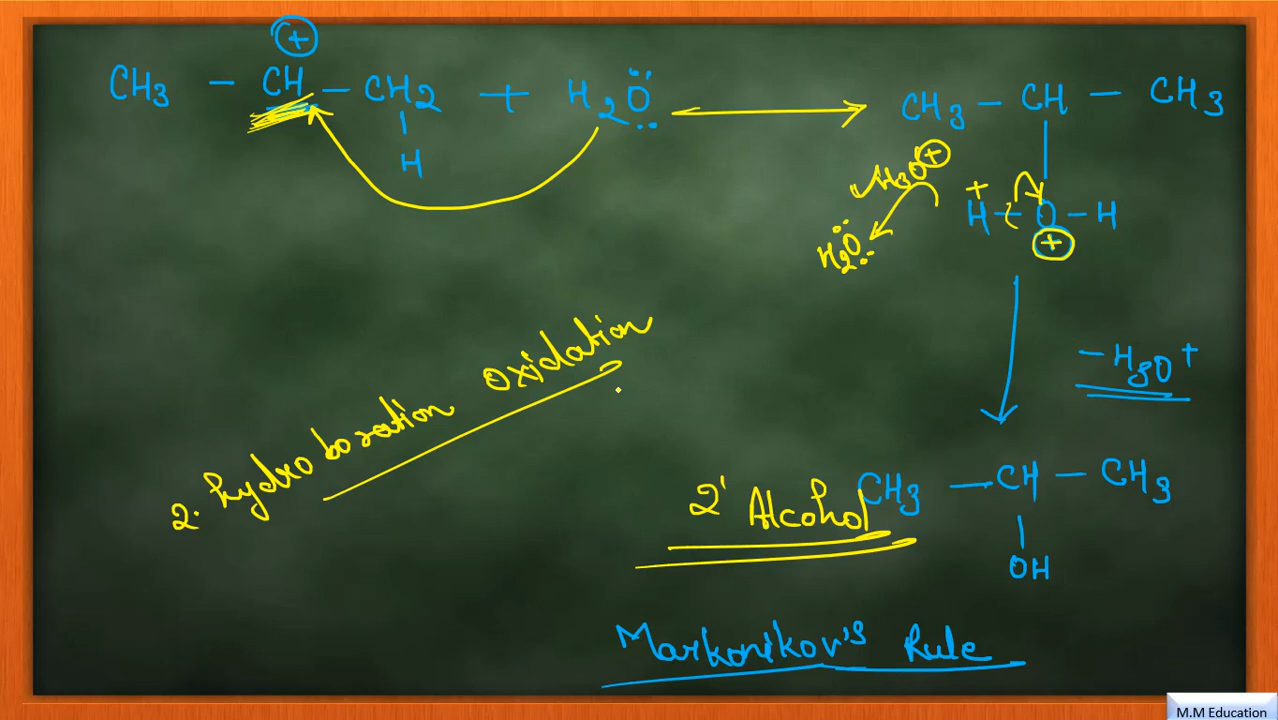 +
CH3 - CH - CH2 + H2O → CH3 - CH - CH3
H
H3O+
+
H - O - H
+
H2O
- H3O+
2. hydroboration oxidation
CH3 - CH - CH3
2' Alcohol
OH
Markonikov's Rule
M.M Education